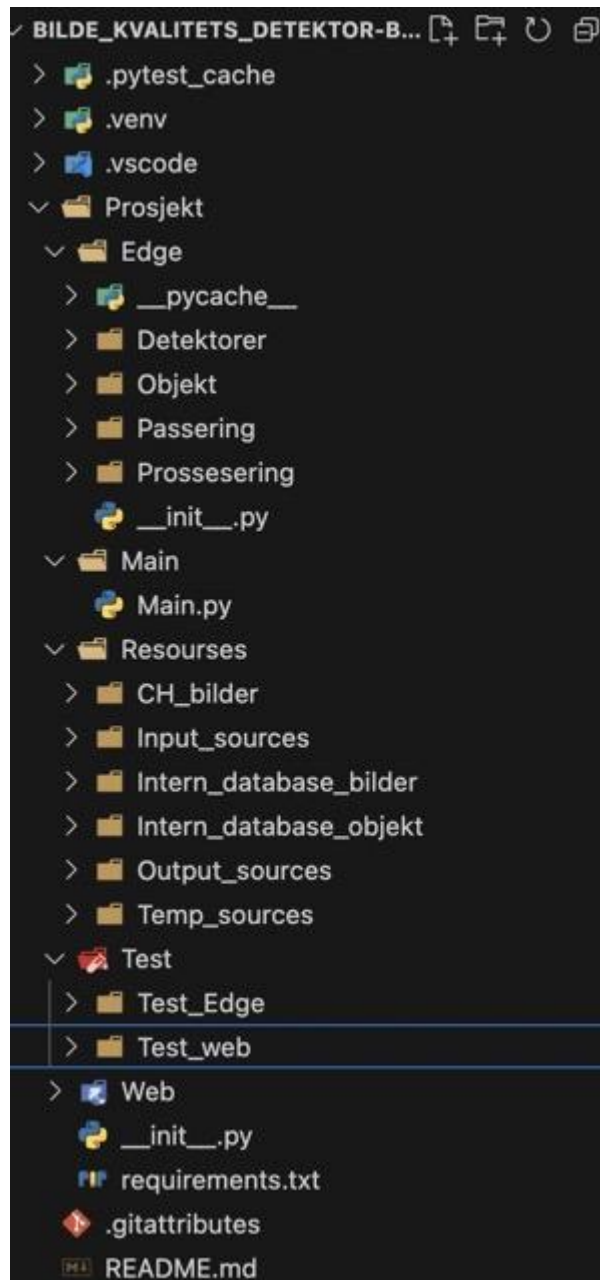 BILDE_KVALITETS_DETEKTOR-B...
.pytest_cache
.venv
.vscode
Prosjekt
Edge
__pycache__
Detektorer
Objekt
Passering
Prossesering
__init__.py
Main
Main.py
Resourses
CH_bilder
Input_sources
Intern_database_bilder
Intern_database_objekt
Output_sources
Temp_sources
Test
Test_Edge
Test_web
Web
__init__.py
requirements.txt
.gitattributes
README.md